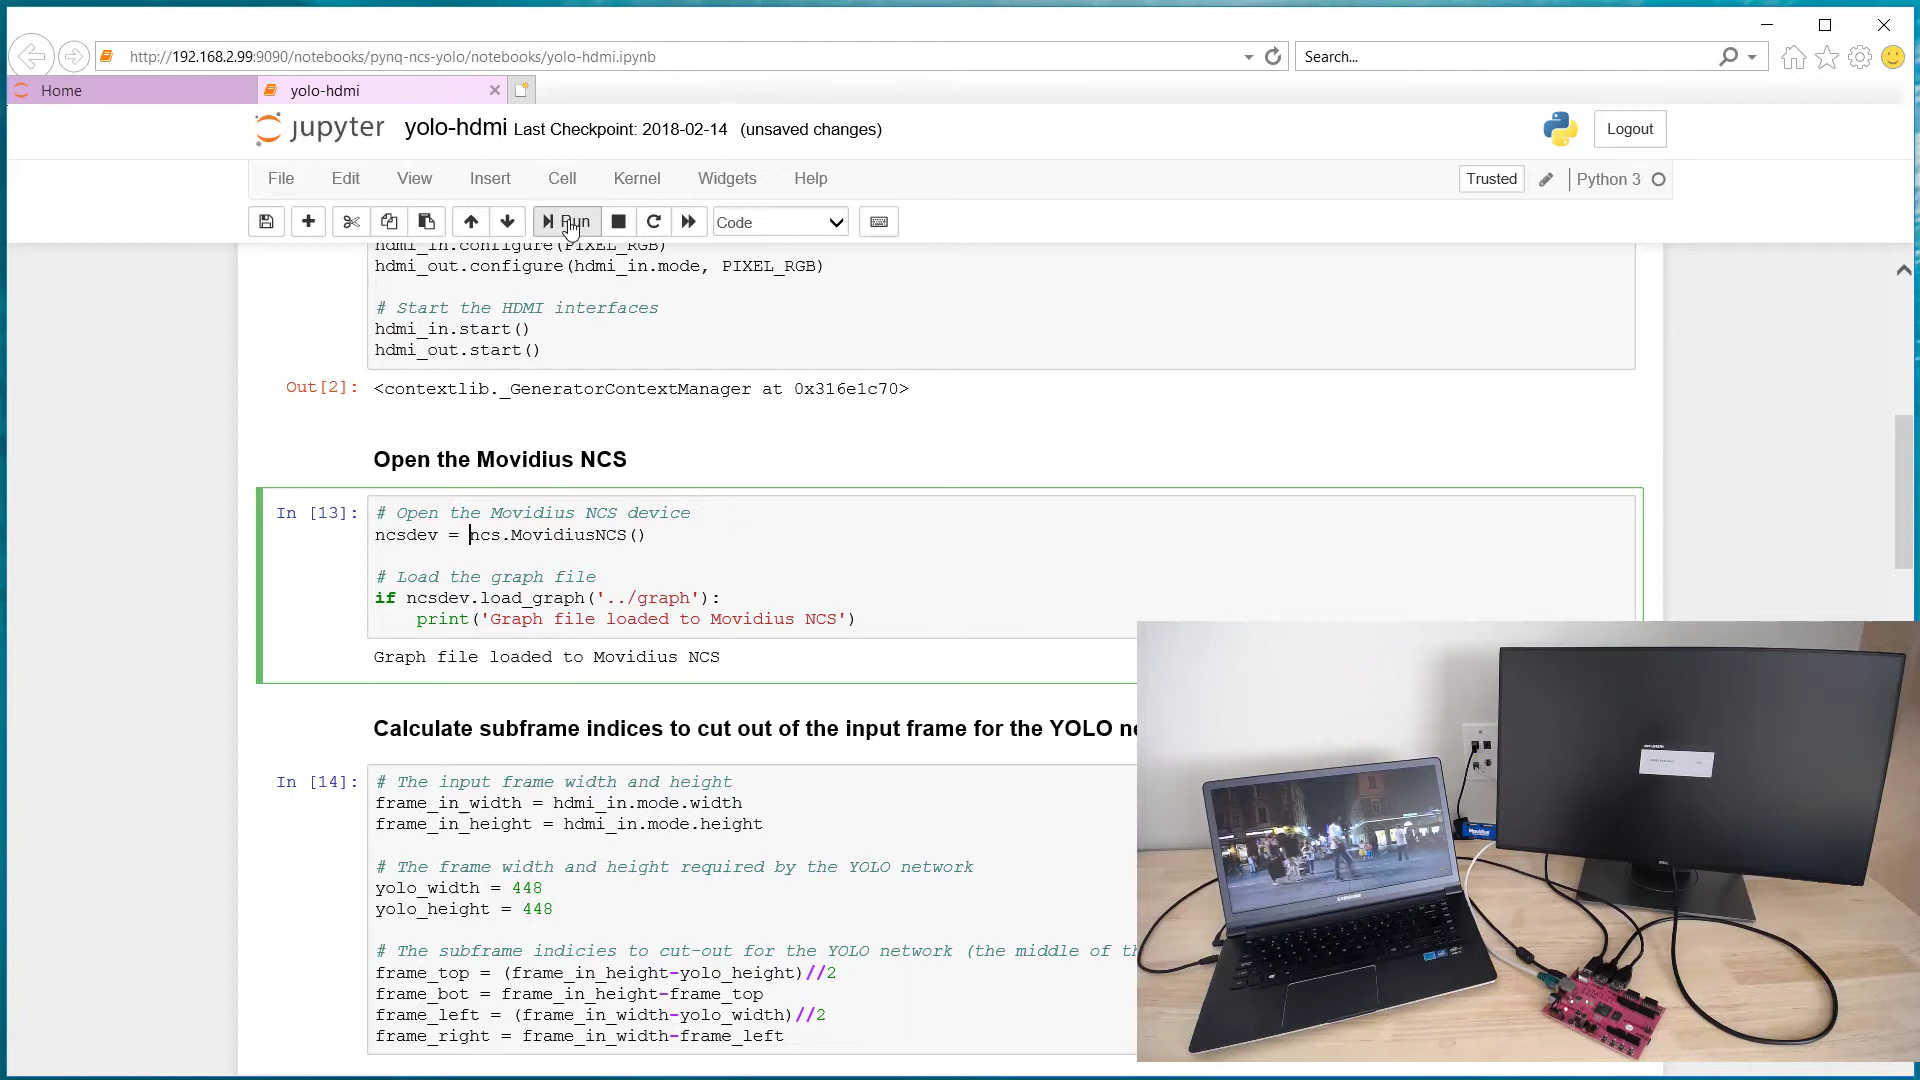 http://192.168.2.99:9090/notebooks/pynq-ncs-yolo/notebooks/yolo-hdmi.ipynb
Search...
Home
yolo-hdmi
jupyter yolo-hdmi Last Checkpoint: 2018-02-14 (unsaved changes)
Logout
File Edit View Insert Cell Kernel Widgets Help
Trusted
Python 3
Run
Code
hdmi_in.configure(PIXEL_RGB)
hdmi_out.configure(hdmi_in.mode, PIXEL_RGB)
# Start the HDMI interfaces
hdmi_in.start()
hdmi_out.start()
Out[2]: <contextlib._GeneratorContextManager at 0x316e1c70>
Open the Movidius NCS
In [13]: # Open the Movidius NCS device
ncsdev = ncs.MovidiusNCS()
# Load the graph file
if ncsdev.load_graph('../graph'):
print('Graph file loaded to Movidius NCS')
Graph file loaded to Movidius NCS
Calculate subframe indices to cut out of the input frame for the YOLO
In [14]: # The input frame width and height
frame_in_width = hdmi_in.mode.width
frame_in_height = hdmi_in.mode.height
# The frame width and height required by the YOLO network
yolo_width = 448
yolo_height = 448
# The subframe indicies to cut-out for the YOLO network (the middle of
frame_top = (frame_in_height-yolo_height)//2
frame_bot = frame_in_height-frame_top
frame_left = (frame_in_width-yolo_width)//2
frame_right = frame_in_width-frame_left
Movidius
SAMSUNG
DELL